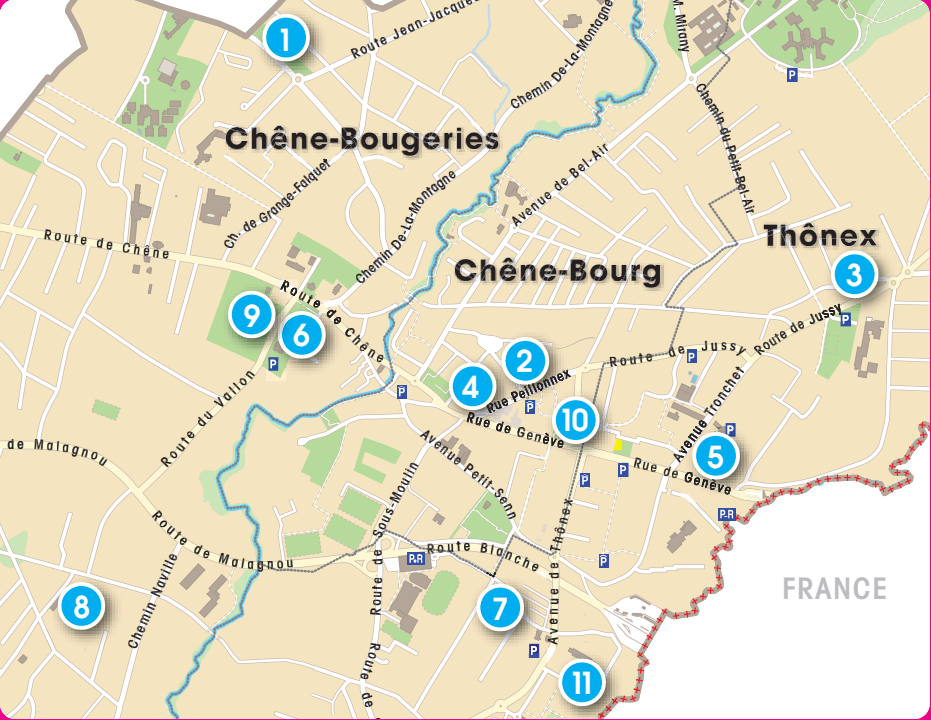 1
Route Jean-Jacques
Chemin De-La-Montagne
M. Mirany
P
Chêne-Bougeries
Ch. de Grange-Falquet
Chemin De-La-Montagne
Avenue de Bel-Air
Chemin du Petit-Bel-Air
Thônex
Route de Chêne
Chêne-Bourg
3
Route de Chêne
9
6
P
Route de Jussy
P
Route de Jussy
P
2
4
Rue Peillonnex
P
P
10
Rue de Genève
Route du Vallon
Avenue Tronchet
P
5
de Malagnou
Avenue Petit-Senn
Rue de Genève
P
P
P+R
Route de Sous-Moulin
Route de Malagnou
P+R
Route Blanche
Avenue de Thônex
P
FRANCE
8
Chemin Naville
7
P
Route de
11